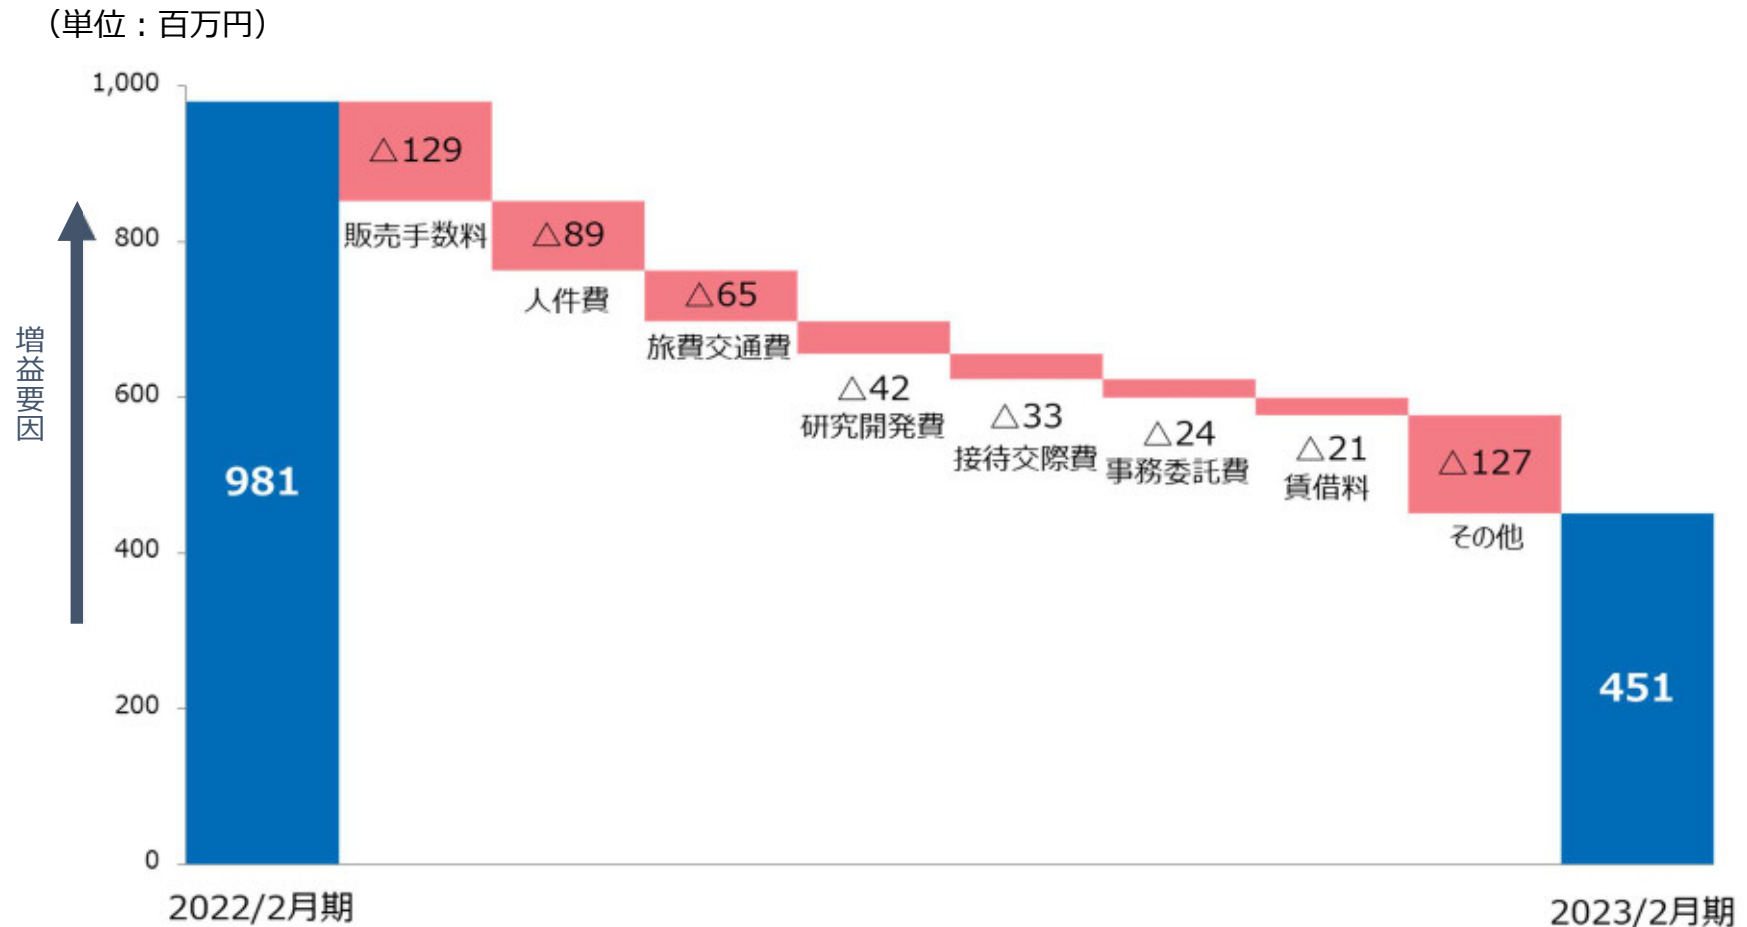 （単位：百万円）
1,000
800
600
400
200
0
増益要因
981
△129
販売手数料
△89
人件費
△65
旅費交通費
△42
研究開発費
△33
接待交際費
△24
事務委託費
△21
賃借料
△127
その他
451
2022/2月期
2023/2月期